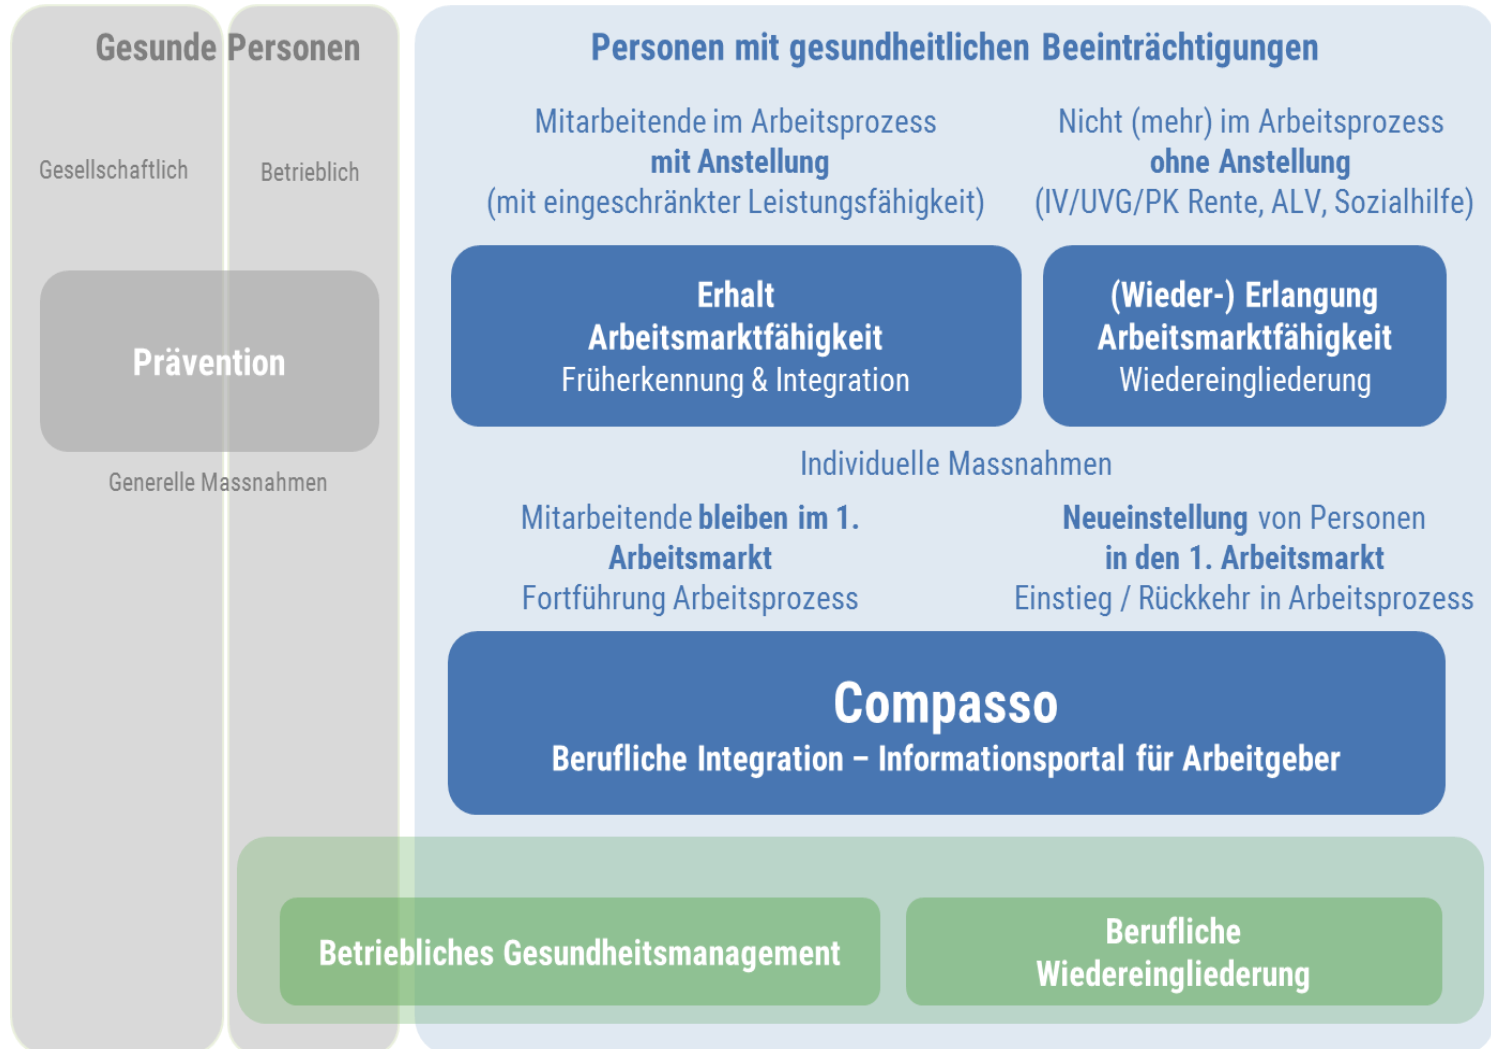 Gesunde Personen
Gesellschaftlich
Betrieblich
Prävention
Generelle Massnahmen
Personen mit gesundheitlichen Beeinträchtigungen
Mitarbeitende im Arbeitsprozess
mit Anstellung
(mit eingeschränkter Leistungsfähigkeit)
Nicht (mehr) im Arbeitsprozess
ohne Anstellung
(IV/UVG/PK Rente, ALV, Sozialhilfe)
Erhalt
Arbeitsmarktfähigkeit
Früherkennung & Integration
(Wieder-) Erlangung
Arbeitsmarktfähigkeit
Wiedereingliederung
Individuelle Massnahmen
Mitarbeitende bleiben im 1.
Arbeitsmarkt
Fortführung Arbeitsprozess
Neueinstellung von Personen
in den 1. Arbeitsmarkt
Einstieg / Rückkehr in Arbeitsprozess
Compasso
Berufliche Integration – Informationsportal für Arbeitgeber
Betriebliches Gesundheitsmanagement
Berufliche
Wiedereingliederung